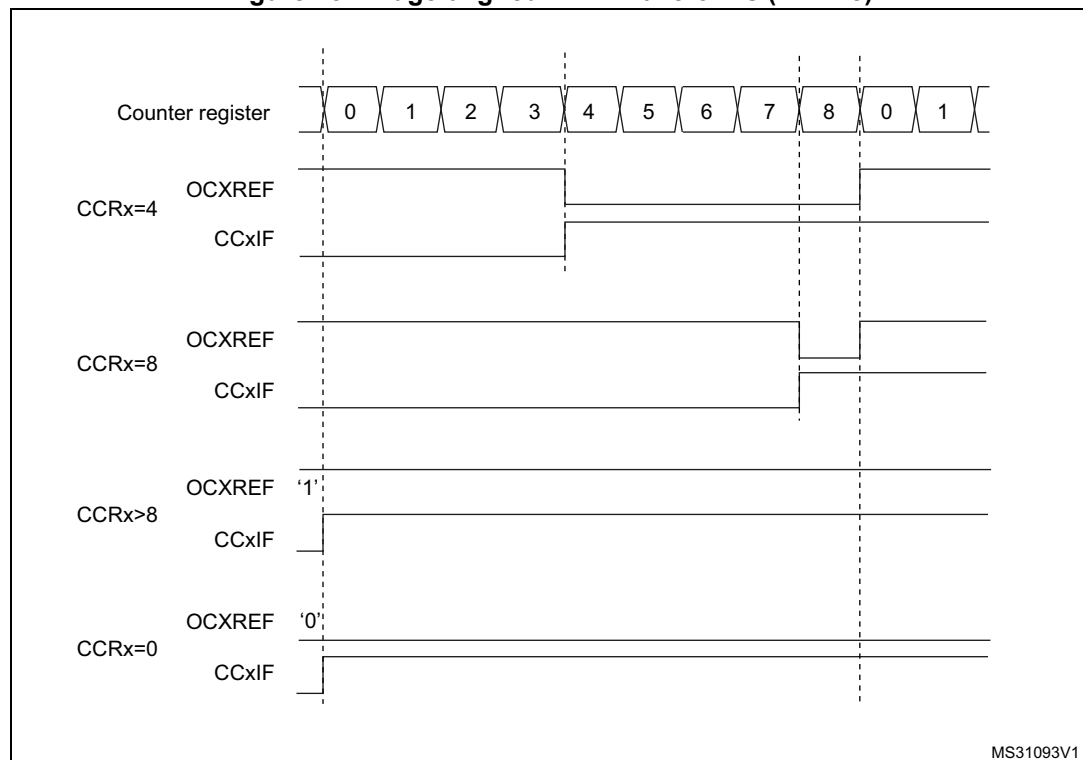 Counter register 0 1 2 3 4 5 6 7 8 0 1
OCXREF
CCRx=4
CCxIF
OCXREF
CCRx=8
CCxIF
OCXREF ‘1’
CCRx>8
CCxIF
OCXREF ‘0’
CCRx=0
CCxIF
MS31093V1